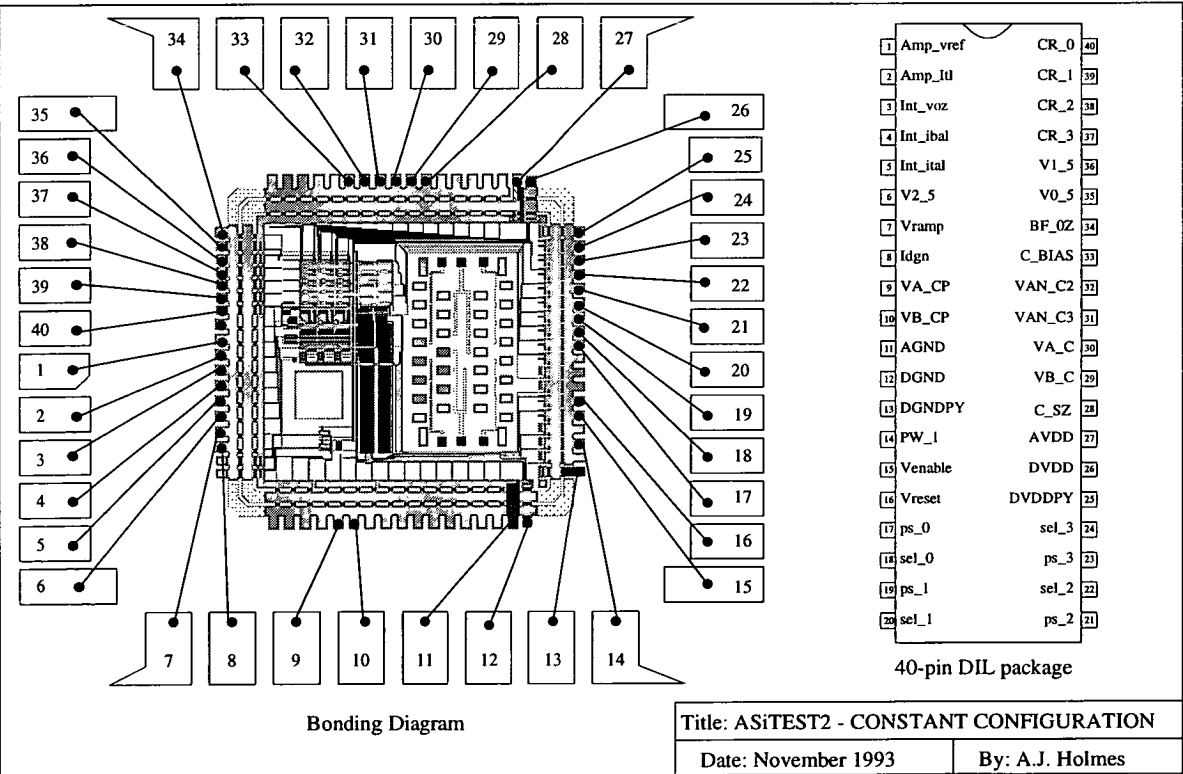 34 33 32 31 30 29 28 27
35
36
37
38
39
40
1
2
3
4
5
6
26
25
24
23
22
21
20
19
18
17
16
15
7 8 9 10 11 12 13 14
Bonding Diagram
1 Amp_vref CR_0 40
2 Amp_Itl CR_1 39
3 Int_voz CR_2 38
4 Int_ibal CR_3 37
5 Int_ital V1_5 36
6 V2_5 V0_5 35
7 Vramp BF_0Z 34
8 Idgn C_BIAS 33
9 VA_CP VAN_C2 32
10 VB_CP VAN_C3 31
11 AGND VA_C 30
12 DGND VB_C 29
13 DGNDPY C_SZ 28
14 PW_1 AVDD 27
15 Venable DVDD 26
16 Vreset DVDDPY 25
17 ps_0 sel_3 24
18 sel_0 ps_3 23
19 ps_1 sel_2 22
20 sel_1 ps_2 21
40-pin DIL package
Title: ASiTEST2 - CONSTANT CONFIGURATION
Date: November 1993 By: A.J. Holmes